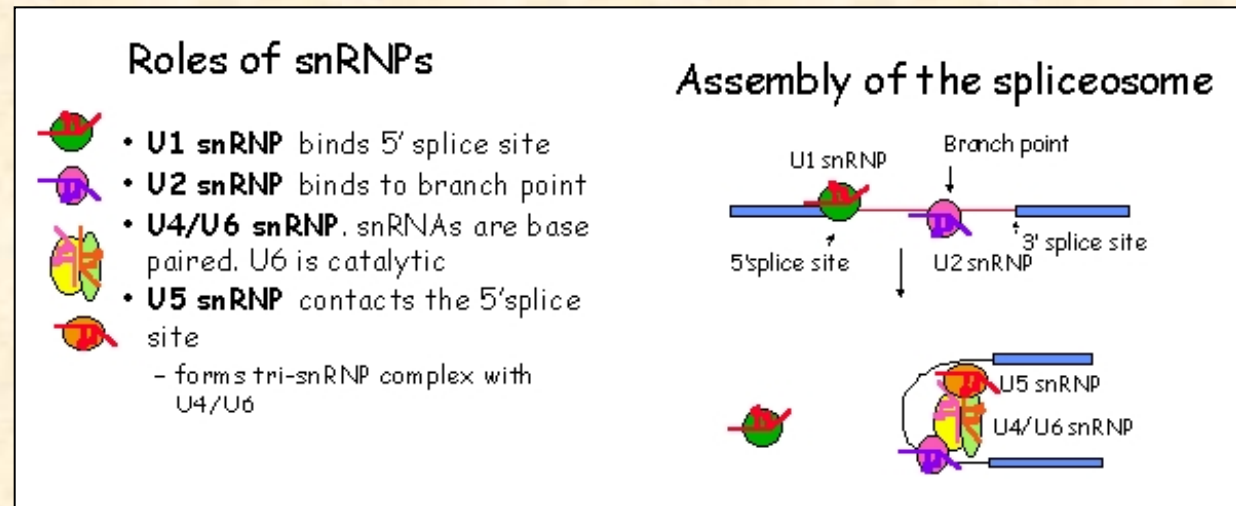 Roles of snRNPs
• U1 snRNP binds 5' splice site
• U2 snRNP binds to branch point
• U4/U6 snRNP. snRNAs are base
paired. U6 is catalytic
• U5 snRNP contacts the 5'splice
site
– forms tri-snRNP complex with
U4/U6
Assembly of the spliceosome
Branch point
U1 snRNP
5'splice site
U2 snRNP
3' splice site
U5 snRNP
U4/U6 snRNP